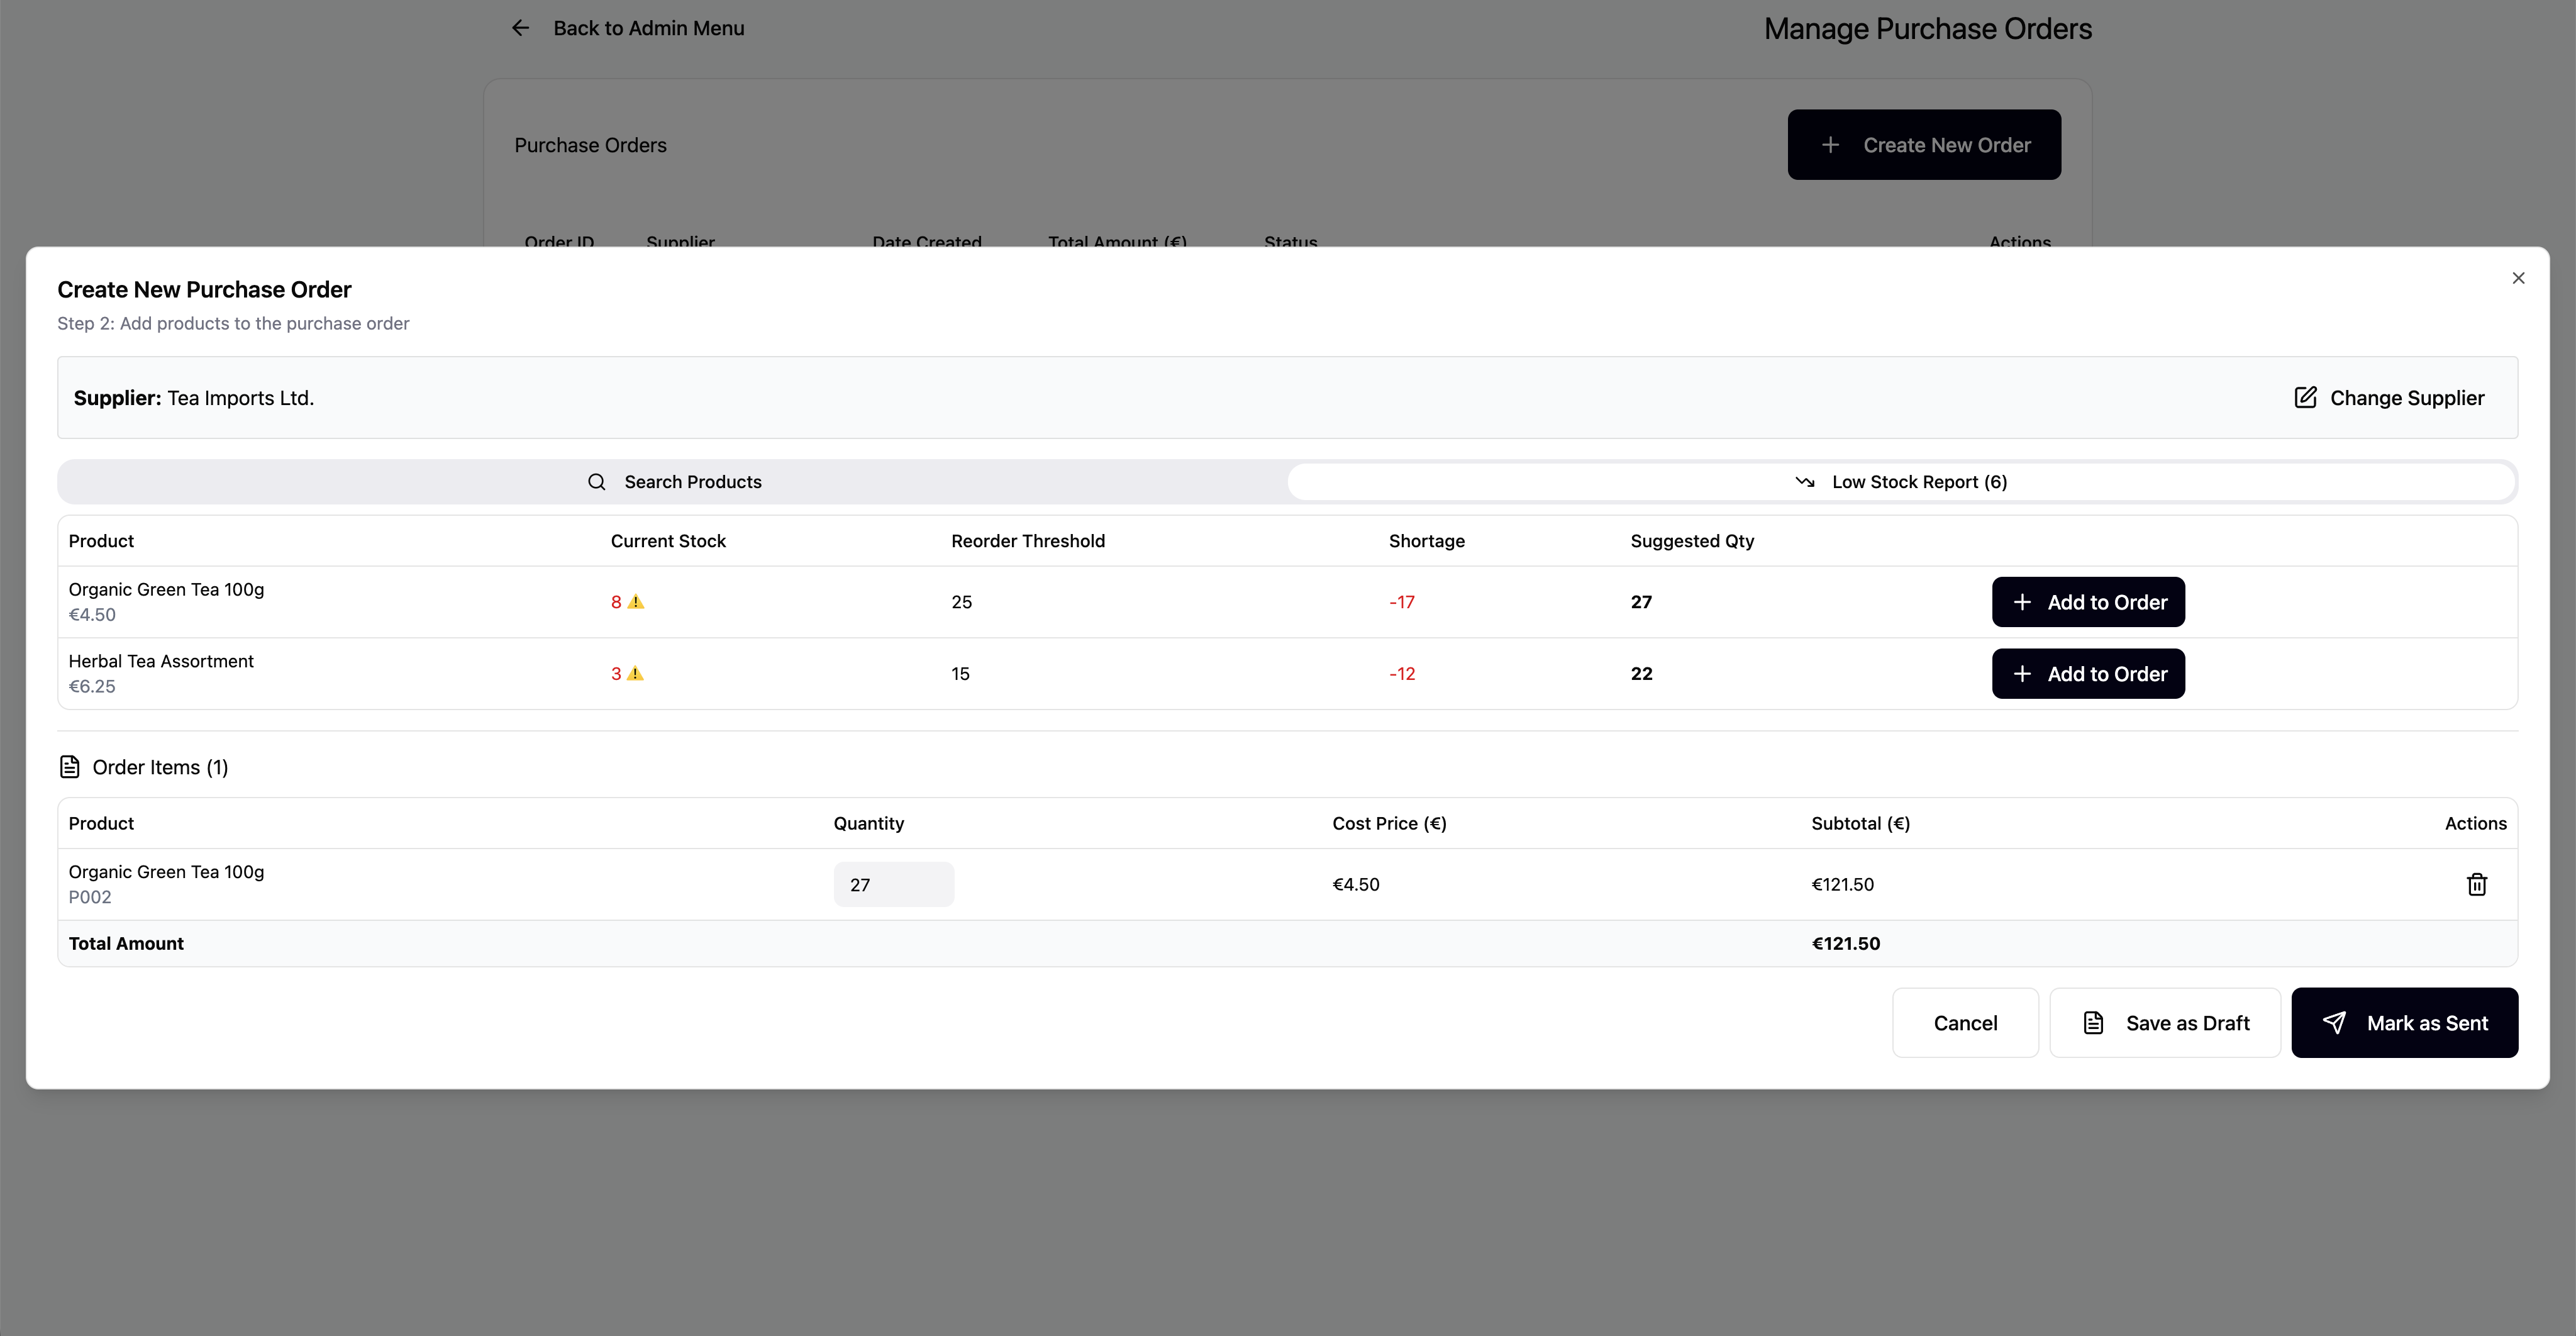 Back to Admin Menu
Manage Purchase Orders
Purchase Orders
Create New Order
Order ID Supplier Date Created Total Amount (€) Status Actions
Create New Purchase Order
Step 2: Add products to the purchase order
Supplier: Tea Imports Ltd.
Change Supplier
Search Products
Low Stock Report (6)
Product Current Stock Reorder Threshold Shortage Suggested Qty
Organic Green Tea 100g
€4.50
8 25 -17 27 Add to Order
Herbal Tea Assortment
€6.25
3 15 -12 22 Add to Order
Order Items (1)
Product Quantity Cost Price (€) Subtotal (€) Actions
Organic Green Tea 100g
P002
27 €4.50 €121.50
Total Amount €121.50
Cancel
Save as Draft
Mark as Sent